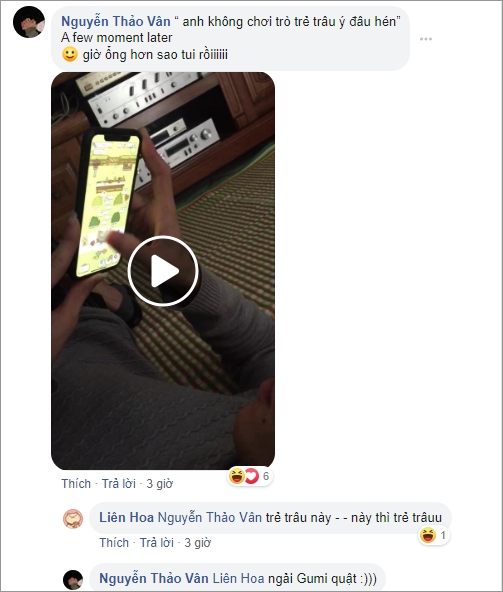 Nguyễn Thảo Vân “ anh không chơi trò trẻ trâu ý đâu hén”
A few moment later
giờ ổng hơn sao tui rồiiiiii
Thích · Trả lời · 3 giờ
6
Liên Hoa Nguyễn Thảo Vân trẻ trâu này - - này thì trẻ trâuu
1
Thích · Trả lời · 3 giờ
Nguyễn Thảo Vân Liên Hoa ngải Gumi quật :)))